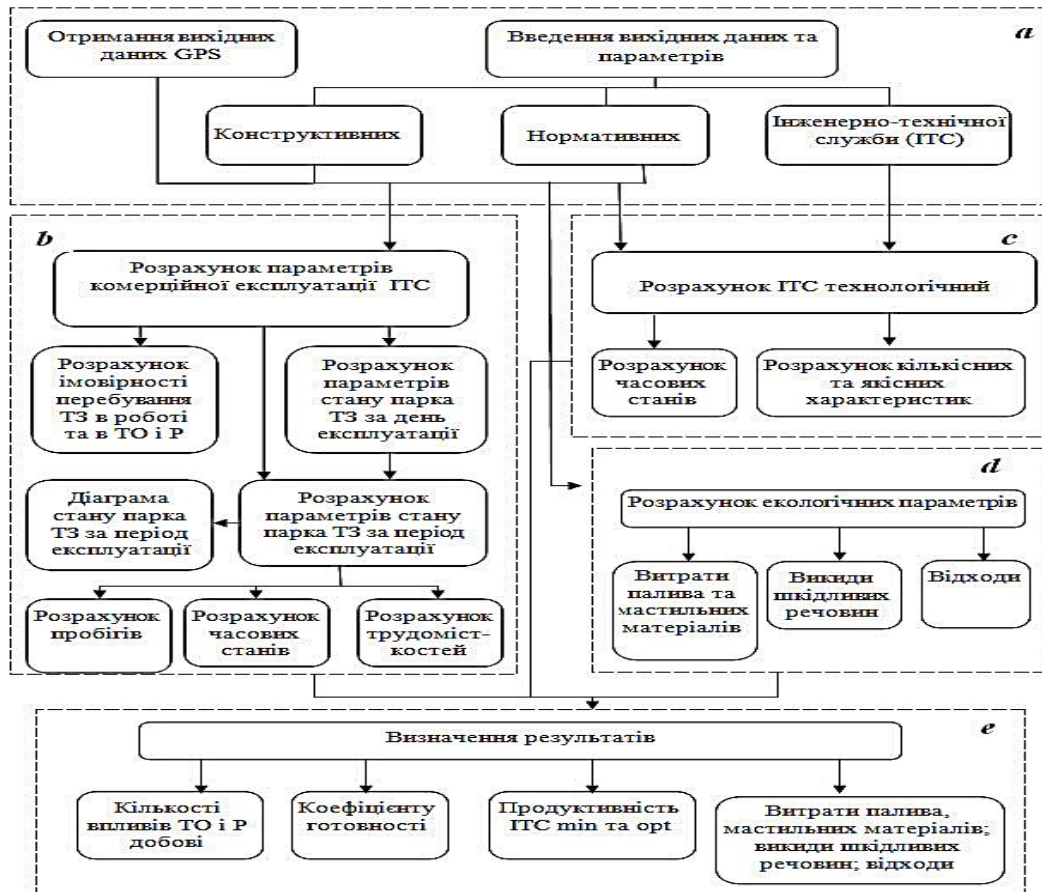 Отримання вихідних
даних GPS
Введення вихідних даних та
параметрів
a
Конструктивних
Нормативних
Інженерно-технічної
служби (ІТС)
b
Розрахунок параметрів
комерційної експлуатації ІТС
Розрахунок
імовірності
перебування
ТЗ в роботі
та в ТО і Р
Розрахунок
параметрів
стану парка
ТЗ за день
експлуатації
Діаграма
стану парка
ТЗ за період
експлуатації
Розрахунок
параметрів стану
парка ТЗ за період
експлуатації
Розрахунок
пробігів
Розрахунок
часових
станів
Розрахунок
трудоміст-
костей
c
Розрахунок ІТС технологічний
Розрахунок
часових
станів
Розрахунок кількісних
та якісних
характеристик
d
Розрахунок екологічних параметрів
Витрати
палива та
мастильних
матеріалів
Викиди
шкідливих
речовин
Відходи
e
Визначення результатів
Кількості
впливів ТО і Р
добові
Коефіцієнту
готовності
Продуктивність
ІТС min та opt
Витрати палива,
мастильних матеріалів;
викиди шкідливих
речовин; відходи